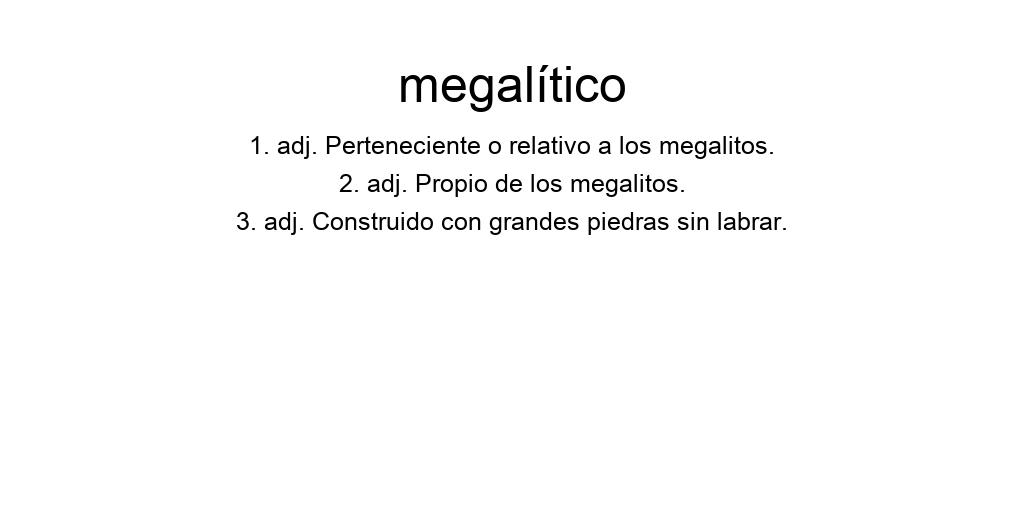 megalítico
1. adj. Perteneciente o relativo a los megalitos.
2. adj. Propio de los megalitos.
3. adj. Construido con grandes piedras sin labrar.